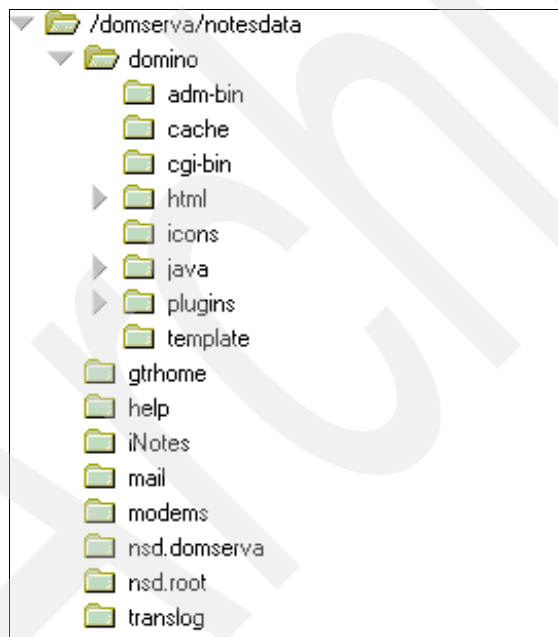 /domserva/notesdata
domino
adm-bin
cache
cgi-bin
html
icons
java
plugins
template
gtrhome
help
iNotes
mail
modems
nsd.domserva
nsd.root
translog